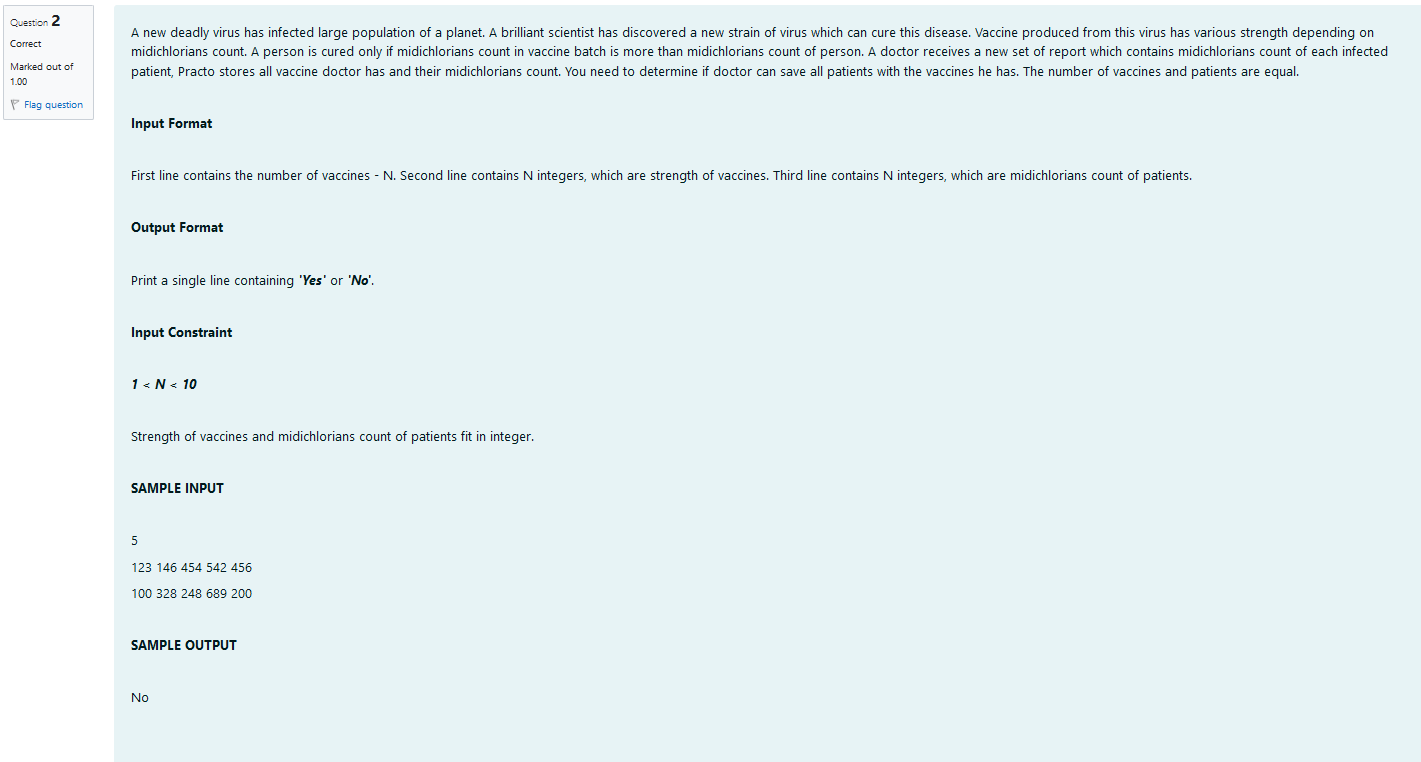 Question 2
Correct
Marked out of
1.00
Flag question
A new deadly virus has infected large population of a planet. A brilliant scientist has discovered a new strain of virus which can cure this disease. Vaccine produced from this virus has various strength depending on
midichlorians count. A person is cured only if midichlorians count in vaccine batch is more than midichlorians count of person. A doctor receives a new set of report which contains midichlorians count of each infected
patient, Practo stores all vaccine doctor has and their midichlorians count. You need to determine if doctor can save all patients with the vaccines he has. The number of vaccines and patients are equal.
Input Format
First line contains the number of vaccines - N. Second line contains N integers, which are strength of vaccines. Third line contains N integers, which are midichlorians count of patients.
Output Format
Print a single line containing 'Yes' or 'No'.
Input Constraint
1 < N < 10
Strength of vaccines and midichlorians count of patients fit in integer.
SAMPLE INPUT
5
123 146 454 542 456
100 328 248 689 200
SAMPLE OUTPUT
No